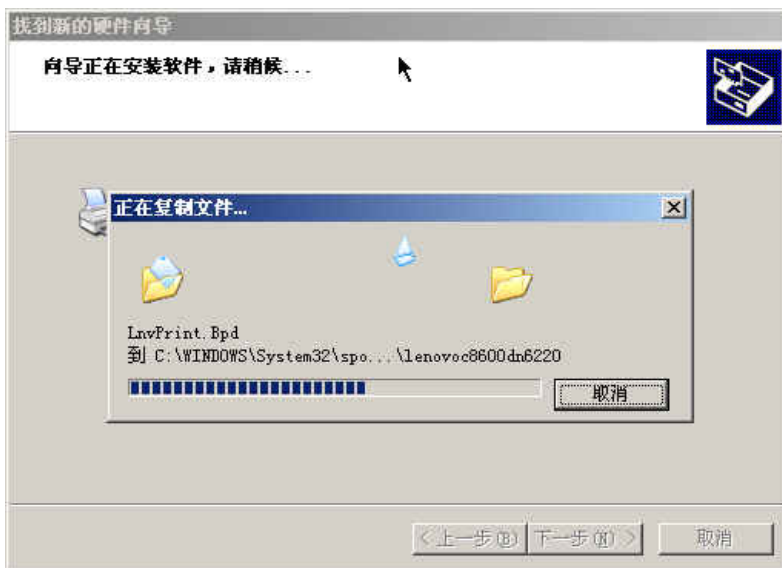 找到新的硬件向导
向导正在安装软件，请稍候...
正在复制文件...
LnvPrint.Bpd
到 C:\WINDOWS\System32\spo...\lenovoc8600dn6220
取消
< 上一步(B) 下一步(N) > 取消